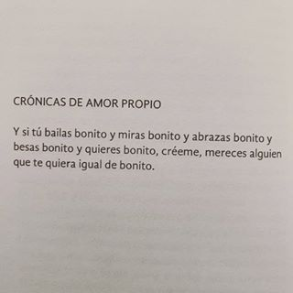 CRÓNICAS DE AMOR PROPIO
Y si tú bailas bonito y miras bonito y abrazas bonito y
besas bonito y quieres bonito, créeme, mereces alguien
que te quiera igual de bonito.